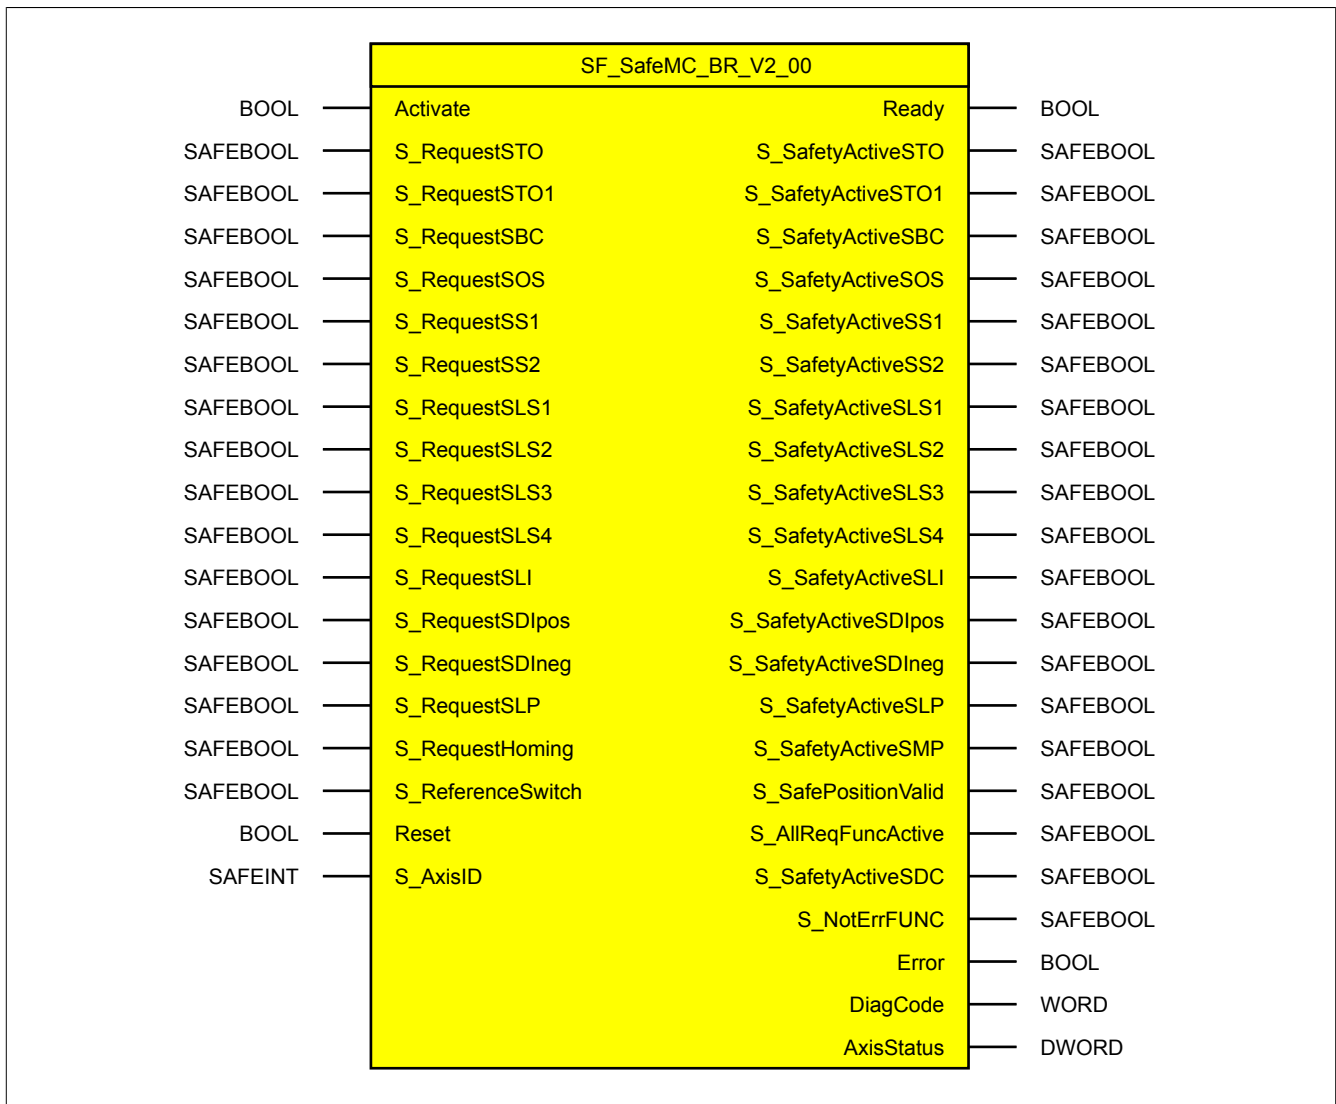 SF_SafeMC_BR_V2_00
BOOL Activate Ready BOOL
SAFEBOOL S_RequestSTO S_SafetyActiveSTO SAFEBOOL
SAFEBOOL S_RequestSTO1 S_SafetyActiveSTO1 SAFEBOOL
SAFEBOOL S_RequestSBC S_SafetyActiveSBC SAFEBOOL
SAFEBOOL S_RequestSOS S_SafetyActiveSOS SAFEBOOL
SAFEBOOL S_RequestSS1 S_SafetyActiveSS1 SAFEBOOL
SAFEBOOL S_RequestSS2 S_SafetyActiveSS2 SAFEBOOL
SAFEBOOL S_RequestSLS1 S_SafetyActiveSLS1 SAFEBOOL
SAFEBOOL S_RequestSLS2 S_SafetyActiveSLS2 SAFEBOOL
SAFEBOOL S_RequestSLS3 S_SafetyActiveSLS3 SAFEBOOL
SAFEBOOL S_RequestSLS4 S_SafetyActiveSLS4 SAFEBOOL
SAFEBOOL S_RequestSLI S_SafetyActiveSLI SAFEBOOL
SAFEBOOL S_RequestSDIpos S_SafetyActiveSDIpos SAFEBOOL
SAFEBOOL S_RequestSDIneg S_SafetyActiveSDIneg SAFEBOOL
SAFEBOOL S_RequestSLP S_SafetyActiveSLP SAFEBOOL
SAFEBOOL S_RequestHoming S_SafetyActiveSMP SAFEBOOL
SAFEBOOL S_ReferenceSwitch S_SafePositionValid SAFEBOOL
BOOL Reset S_AllReqFuncActive SAFEBOOL
SAFEINT S_AxisID S_SafetyActiveSDC SAFEBOOL
S_NotErrFUNC SAFEBOOL
Error BOOL
DiagCode WORD
AxisStatus DWORD